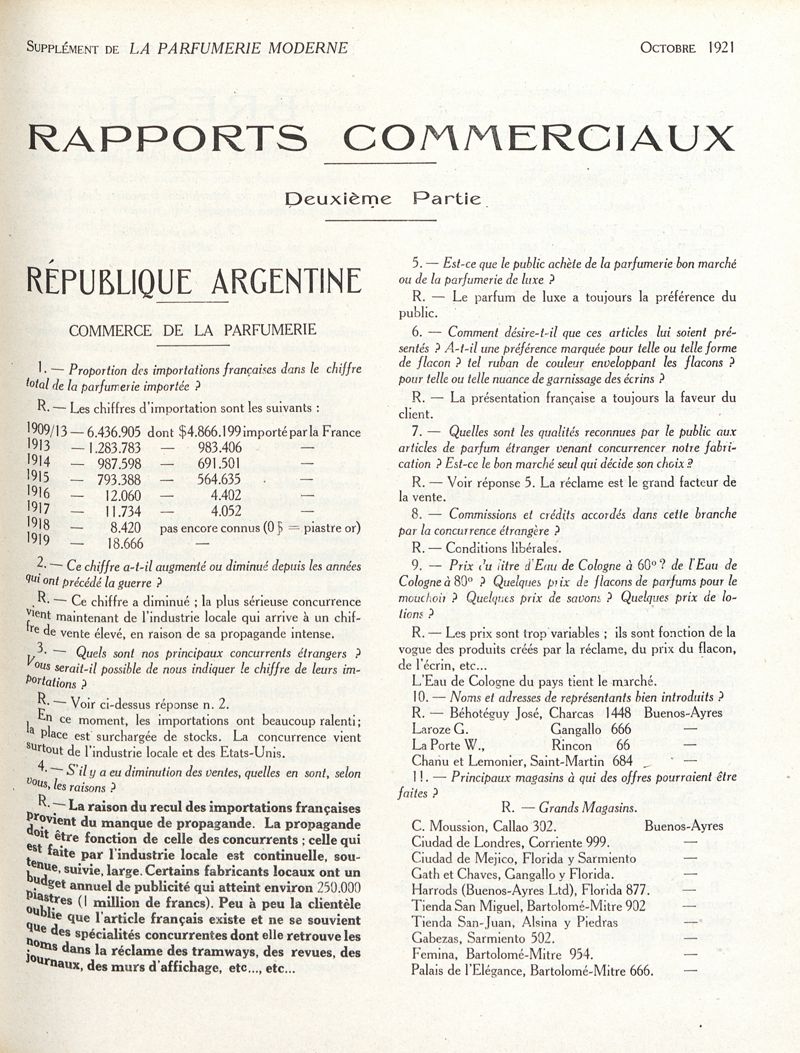 SUPPLÉMENT DE LA PARFUMERIE MODERNE
OCTOBRE 1921
RAPPORTS COMMERCIAUX
Deuxième Partie
RÉPUBLIQUE ARGENTINE
COMMERCE DE LA PARFUMERIE
1. — Proportion des importations françaises dans le chiffre
total de la parfumerie importée ?
R. — Les chiffres d'importation sont les suivants :
1909/13 — 6.436.905 dont $4.866.199 importé par la France
1913 — 1.283.783 — 983.406 —
1914 — 987.598 — 691.501 —
1915 — 793.388 — 564.635 —
1916 — 12.060 — 4.402 —
1917 — 11.734 — 4.052 —
1918 — 8.420 pas encore connus (0 $ = piastre or)
1919 — 18.666 —
2. — Ce chiffre a-t-il augmenté ou diminué depuis les années
qui ont précédé la guerre ?
R. — Ce chiffre a diminué ; la plus sérieuse concurrence
vient maintenant de l'industrie locale qui arrive à un chif-
fre de vente élevé, en raison de sa propagande intense.
3. — Quels sont nos principaux concurrents étrangers ?
Vous serait-il possible de nous indiquer le chiffre de leurs im-
portations ?
R. — Voir ci-dessus réponse n. 2.
En ce moment, les importations ont beaucoup ralenti;
la place est surchargée de stocks. La concurrence vient
surtout de l'industrie locale et des Etats-Unis.
4. — S'il y a eu diminution des ventes, quelles en sont, selon
vous, les raisons ?
R. — La raison du recul des importations françaises
provient du manque de propagande. La propagande
doit être fonction de celle des concurrents ; celle qui
est faite par l'industrie locale est continuelle, sou-
tenue, suivie, large. Certains fabricants locaux ont un
budget annuel de publicité qui atteint environ 250.000
piastres (1 million de francs). Peu à peu la clientèle
oublie que l'article français existe et ne se souvient
que des spécialités concurrentes dont elle retrouve les
noms dans la réclame des tramways, des revues, des
journaux, des murs d'affichage, etc..., etc...
5. — Est-ce que le public achète de la parfumerie bon marché
ou de la parfumerie de luxe ?
R. — Le parfum de luxe a toujours la préférence du
public.
6. — Comment désire-t-il que ces articles lui soient pré-
sentés ? A-t-il une préférence marquée pour telle ou telle forme
de flacon ? tel ruban de couleur enveloppant les flacons ?
pour telle ou telle nuance de garnissage des écrins ?
R. — La présentation française a toujours la faveur du
client.
7. — Quelles sont les qualités reconnues par le public aux
articles de parfum étranger venant concurrencer notre fabri-
cation ? Est-ce le bon marché seul qui décide son choix ?
R. — Voir réponse 5. La réclame est le grand facteur de
la vente.
8. — Commissions et crédits accordés dans cette branche
par la concurrence étrangère ?
R. — Conditions libérales.
9. — Prix du litre d'Eau de Cologne à 60° ? de l'Eau de
Cologne à 80° ? Quelques prix de flacons de parfums pour le
mouchoir ? Quelques prix de savons ? Quelques prix de lo-
tions ?
R. — Les prix sont trop variables ; ils sont fonction de la
vogue des produits créés par la réclame, du prix du flacon,
de l'écrin, etc...
L'Eau de Cologne du pays tient le marché.
10. — Noms et adresses de représentants bien introduits ?
R. — Béhotéguy José, Charcas 1448 Buenos-Ayres
Laroze G. Gangallo 666 —
La Porte W., Rincon 66 —
Chanu et Lemonier, Saint-Martin 684 —
11. — Principaux magasins à qui des offres pourraient être
faites ?
R. — Grands Magasins.
C. Moussion, Callao 302. Buenos-Ayres
Ciudad de Londres, Corriente 999. —
Ciudad de Mejico, Florida y Sarmiento —
Gath et Chaves, Gangallo y Florida. —
Harrods (Buenos-Ayres Ltd), Florida 877. —
Tienda San Miguel, Bartolomé-Mitre 902 —
Tienda San-Juan, Alsina y Piedras —
Gabezas, Sarmiento 502. —
Femina, Bartolomé-Mitre 954. —
Palais de l'Elégance, Bartolomé-Mitre 666. —